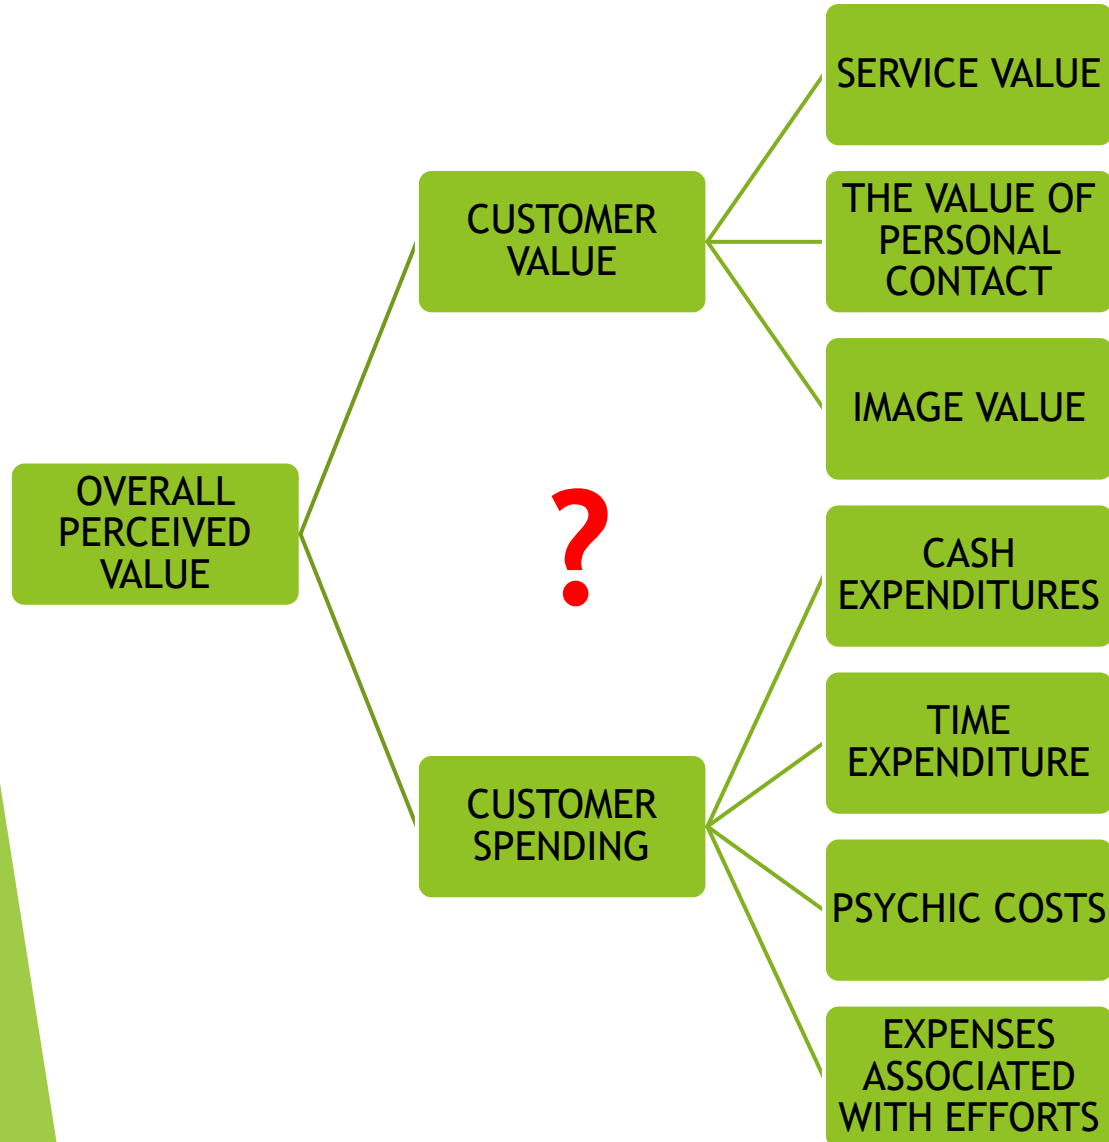 OVERALL
PERCEIVED
VALUE
CUSTOMER
VALUE
SERVICE VALUE
THE VALUE OF
PERSONAL
CONTACT
IMAGE VALUE
?
CUSTOMER
SPENDING
CASH
EXPENDITURES
TIME
EXPENDITURE
PSYCHIC COSTS
EXPENSES
ASSOCIATED
WITH EFFORTS